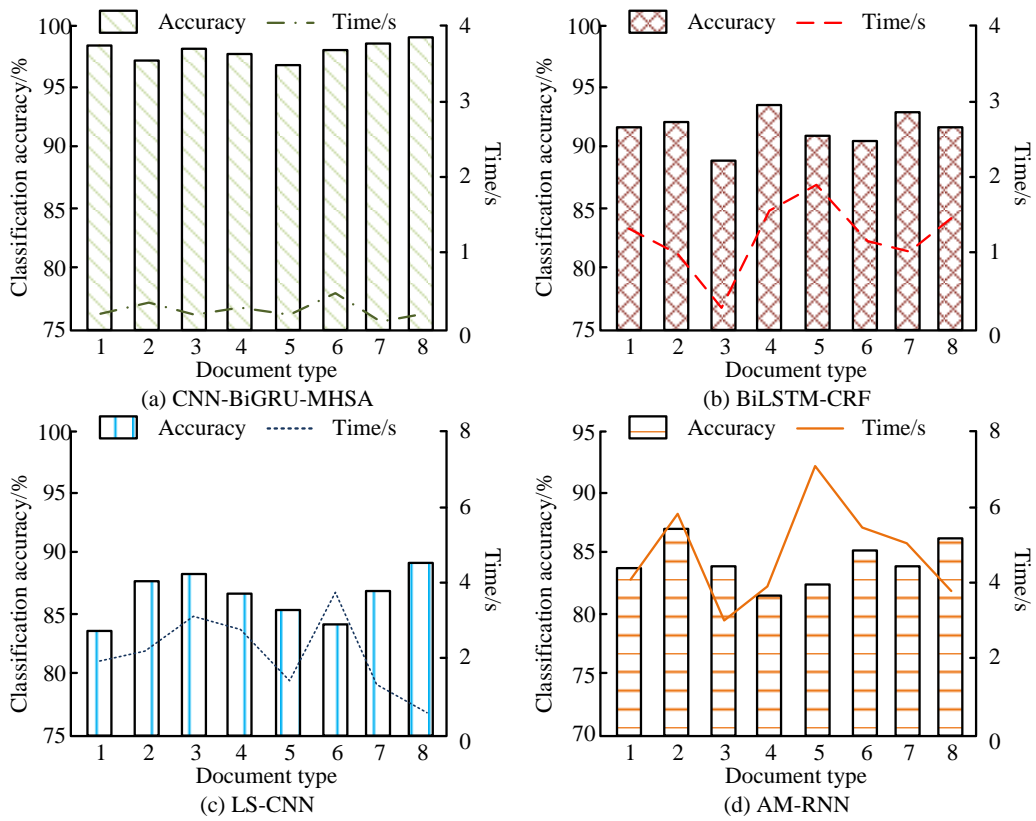 Accuracy Time/s
100
95
90
85
80
75
Classification accuracy/%
4
3
2
1
0
Time/s
1 2 3 4 5 6 7 8
Document type
(a) CNN-BiGRU-MHSA
Accuracy Time/s
100
95
90
85
80
75
Classification accuracy/%
4
3
2
1
0
Time/s
1 2 3 4 5 6 7 8
Document type
(b) BiLSTM-CRF
Accuracy Time/s
100
95
90
85
80
75
Classification accuracy/%
8
6
4
2
0
Time/s
1 2 3 4 5 6 7 8
Document type
(c) LS-CNN
Accuracy Time/s
95
90
85
80
75
70
Classification accuracy/%
8
6
4
2
0
Time/s
1 2 3 4 5 6 7 8
Document type
(d) AM-RNN